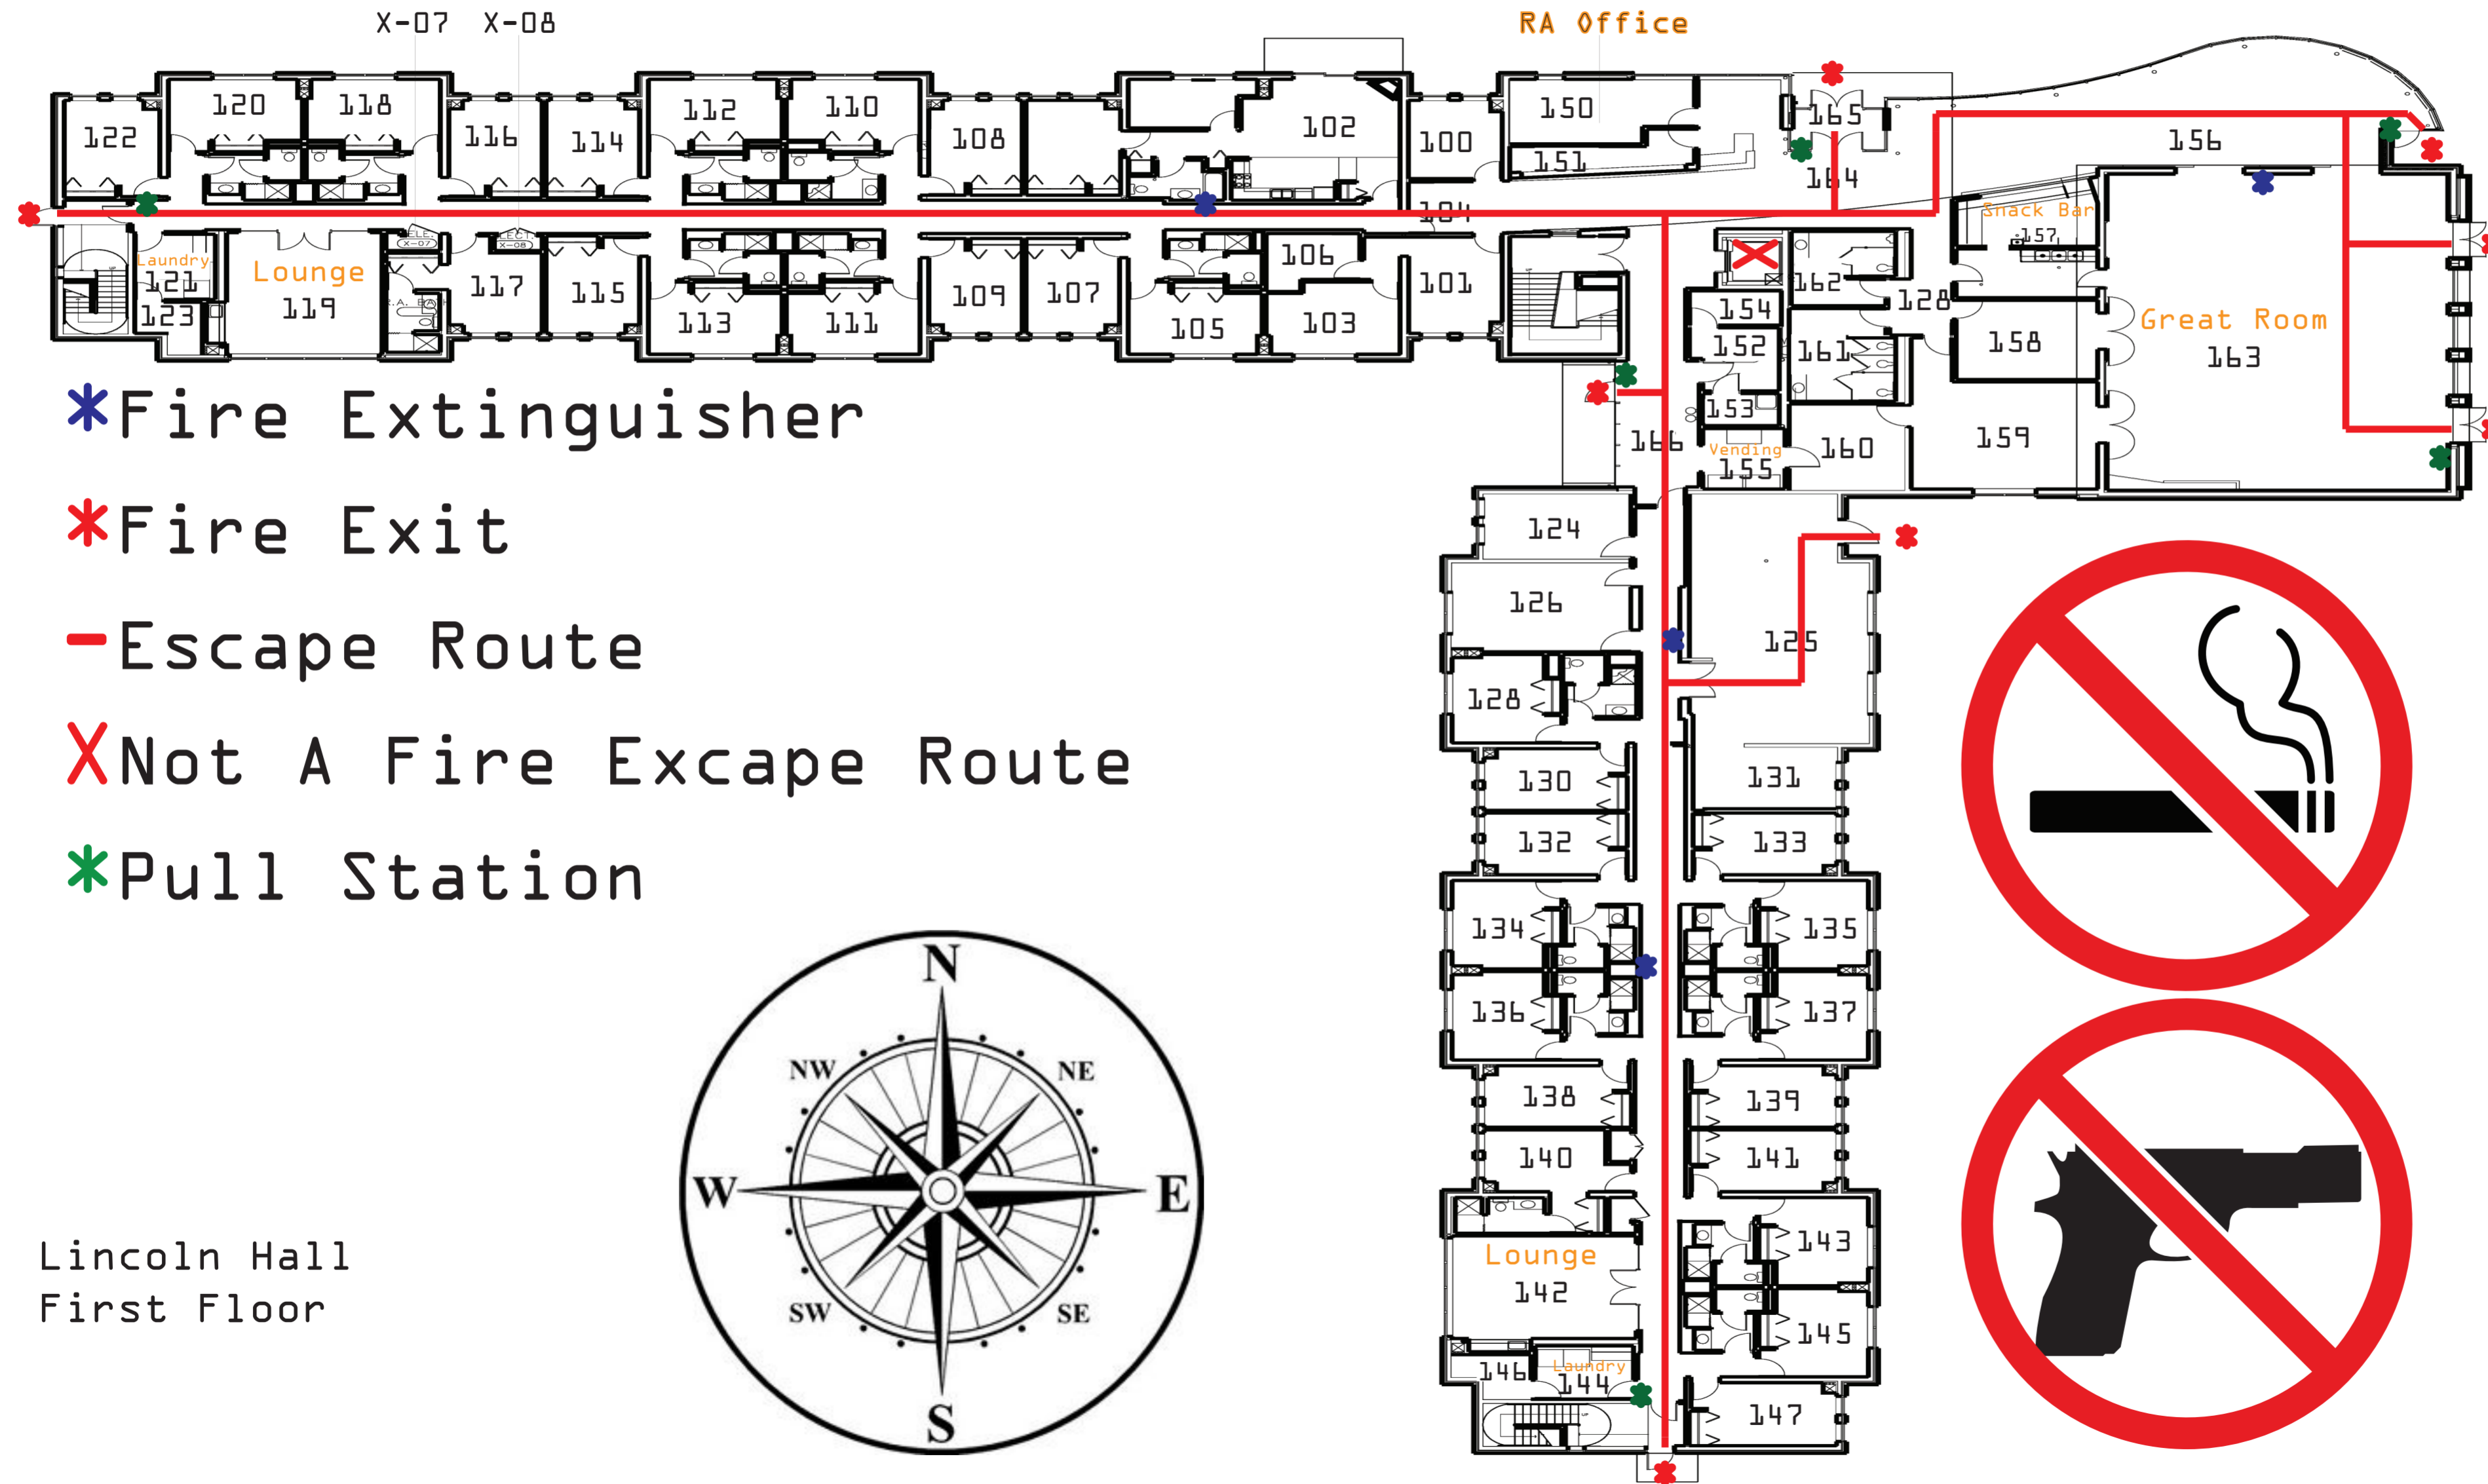 X-07 X-08 RA Office
120 118 112 110 150 165
122 116 114 108 102 100 151 164 156
104
Snack Bar
157
Laundry
121
123
Lounge
119
X-07
X-08
117 115 109 107 106 101
113 111 105 103
154 162 128
152 161 158
153
Great Room
163
166
Vending
155
160 159
*Fire Extinguisher
*Fire Exit
-Escape Route
XNot A Fire Excape Route
*Pull Station
124
126 125
128
130 131
132 133
134 135
136 137
138 139
140 141
143
Lounge
142
145
146
Laundry
144
147
N
NW NE
W E
SW SE
S
Lincoln Hall
First Floor